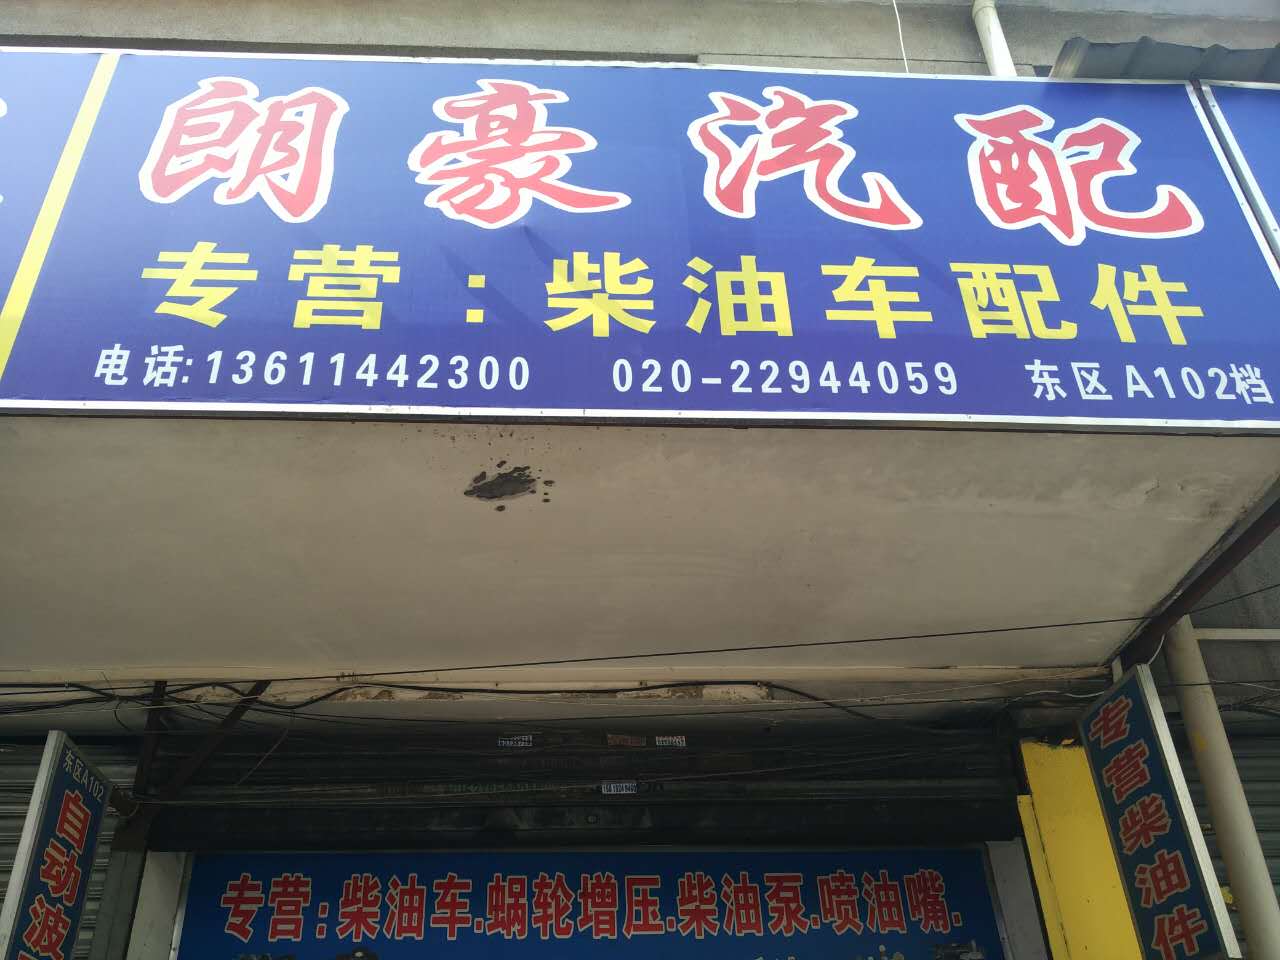 朗豪汽配
专营:柴油车配件
电话:13611442300 020-22944059 东区A102档
东区A102
自动波
专营柴油件
专营:柴油车.蜗轮增压.柴油泵.喷油嘴.